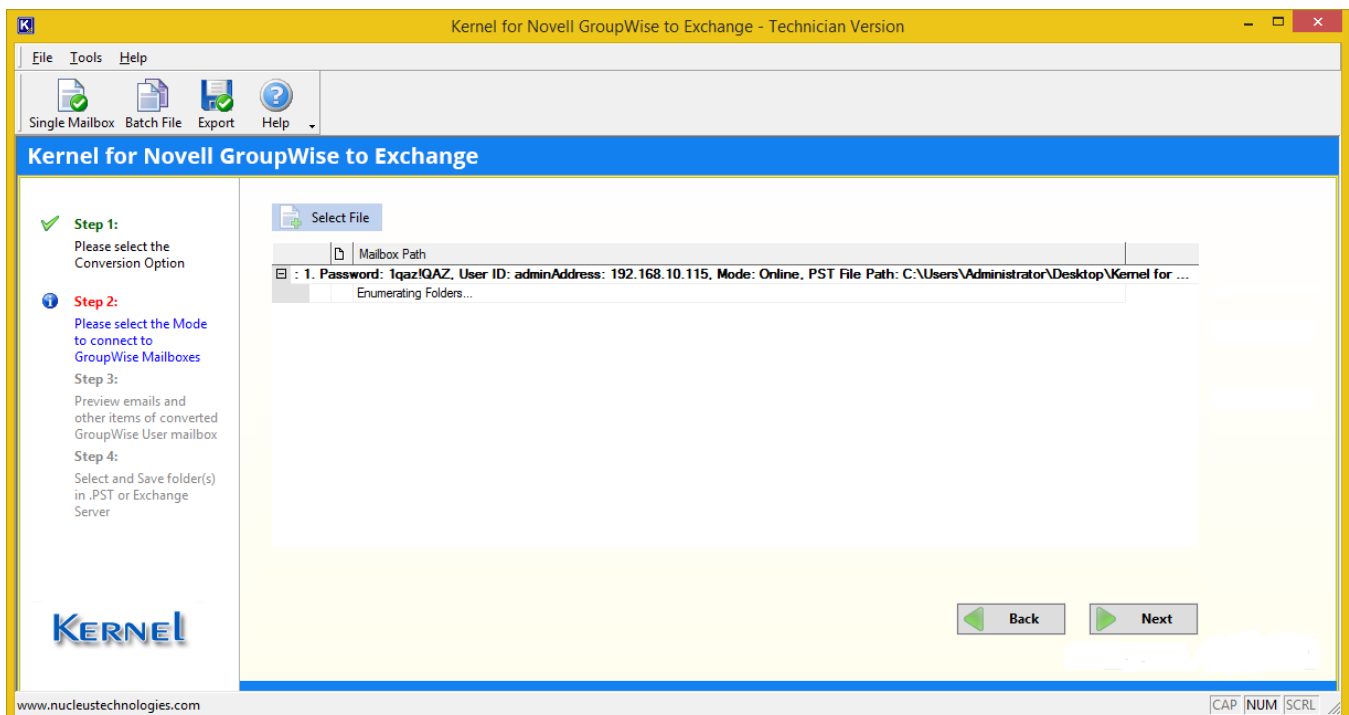 Kernel for Novell GroupWise to Exchange - Technician Version
File Tools Help
Single Mailbox Batch File Export Help
Kernel for Novell GroupWise to Exchange
Step 1:
Please select the
Conversion Option
Step 2:
Please select the Mode
to connect to
GroupWise Mailboxes
Step 3:
Preview emails and
other items of converted
GroupWise User mailbox
Step 4:
Select and Save folder(s)
in .PST or Exchange
Server
KERNEl
Select File
Mailbox Path
: 1. Password: 1qaz!QAZ, User ID: adminAddress: 192.168.10.115, Mode: Online, PST File Path: C:\Users\Administrator\Desktop\Kernel for ...
Enumerating Folders...
Back Next
www.nucleustechnologies.com
CAP NUM SCRL